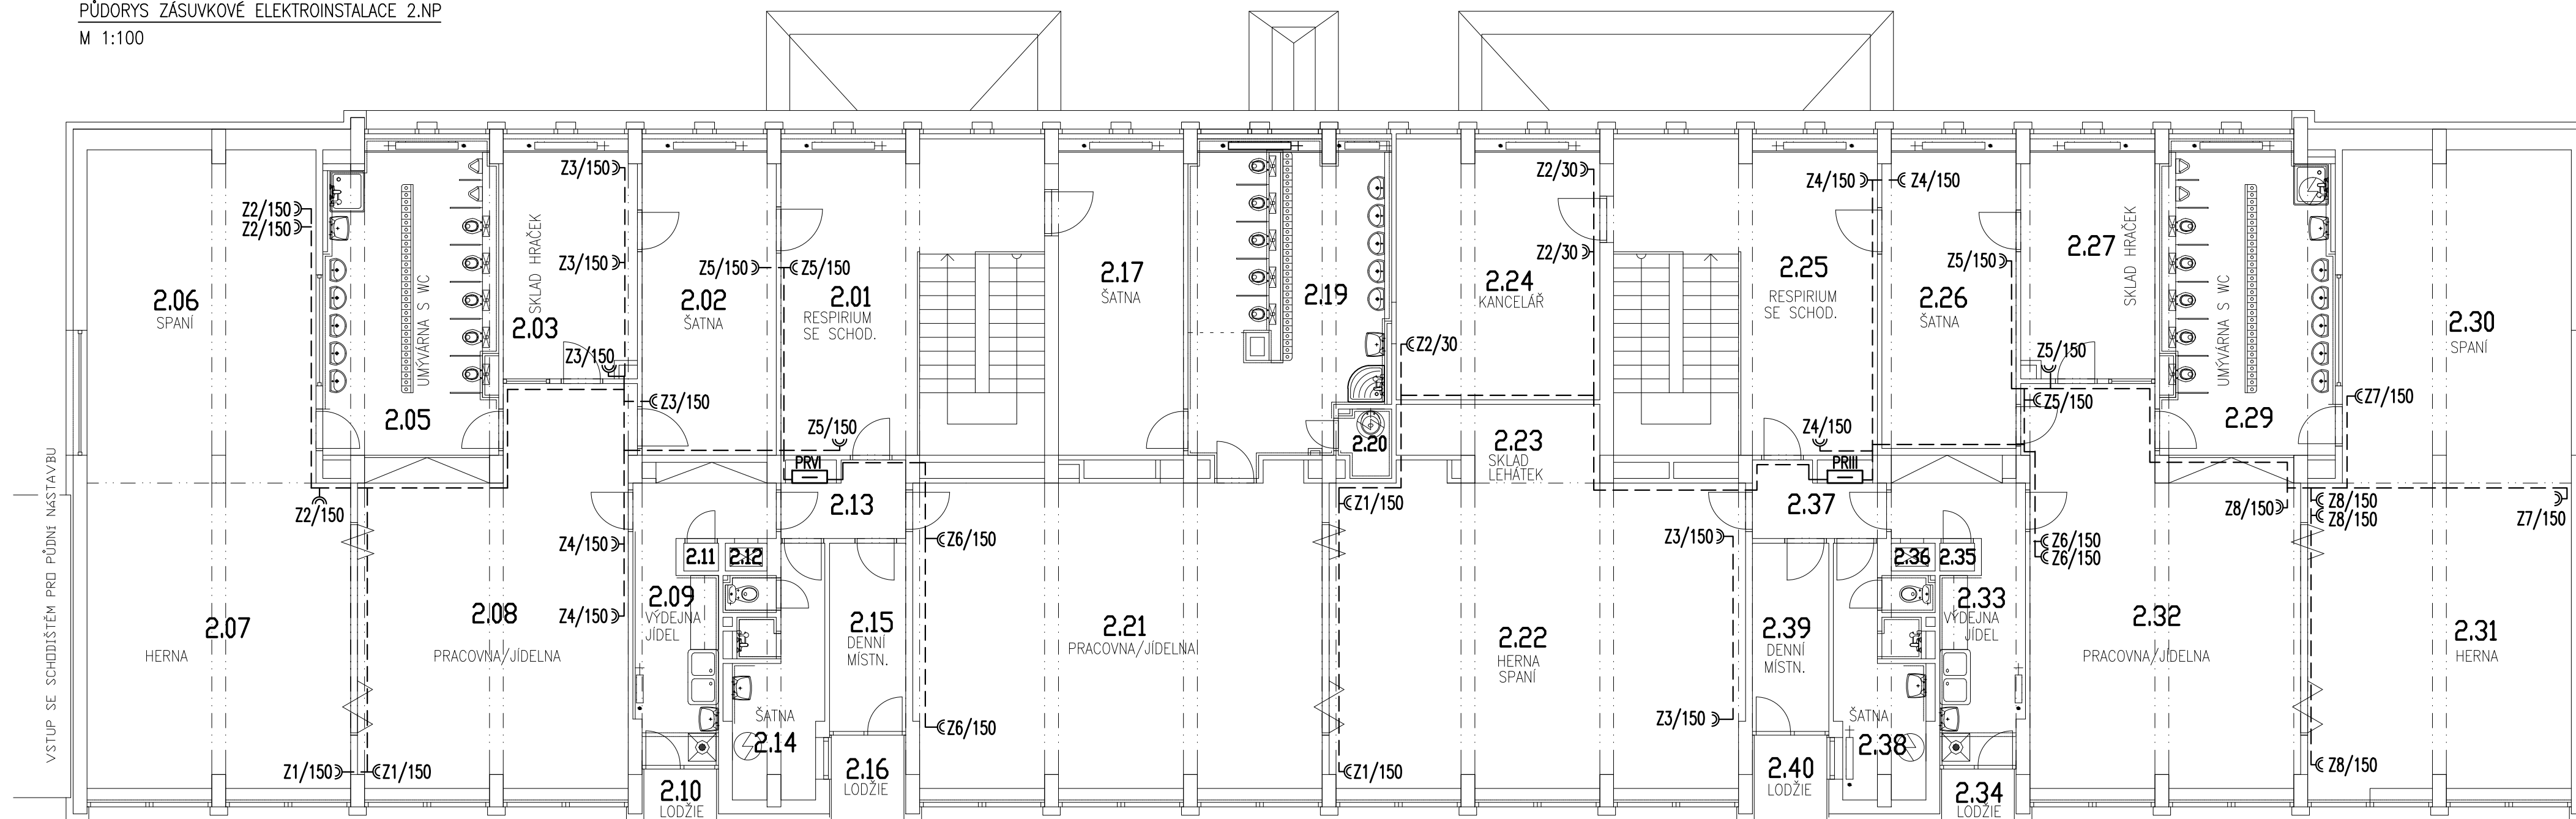 PŮDORYS ZÁSUVKOVÉ ELEKTROINSTALACE 2.NP
M 1:100
VSTUP SE SCHODIŠTĚM PRO PŮDNÍ NÁSTAVBU
2.06
SPANÍ
2.07
HERNA
Z2/150
Z2/150
Z2/150
Z1/150
Z1/150
UMÝVÁRNA S WC
2.05
SKLAD HRAČEK
2.03
Z3/150
Z3/150
Z3/150
Z3/150
2.02
ŠATNA
Z5/150
Z5/150
2.01
RESPIRIUM
SE SCHOD.
Z5/150
PRVI
2.08
PRACOVNA/JÍDELNA
Z4/150
Z4/150
2.09
VÝDEJNA
JÍDEL
2.10
LODŽIE
2.11
2.12
2.13
ŠATNA
2.14
2.15
DENNÍ
MÍSTN.
2.16
LODŽIE
Z6/150
Z6/150
2.17
ŠATNA
2.19
2.20
2.21
PRACOVNA/JÍDELNA
Z2/30
Z2/30
Z2/30
2.24
KANCELÁŘ
2.23
SKLAD
LEHÁTEK
Z1/150
Z1/150
2.22
HERNA
SPANÍ
Z3/150
Z3/150
Z4/150
Z4/150
Z4/150
2.25
RESPIRIUM
SE SCHOD.
PRIII
2.37
2.39
DENNÍ
MÍSTN.
2.40
LODŽIE
ŠATNA
2.38
2.36
2.35
2.33
VÝDEJNA
JÍDEL
2.34
LODŽIE
2.26
ŠATNA
Z5/150
Z5/150
Z5/150
2.27
SKLAD HRAČEK
UMÝVÁRNA S WC
2.29
Z6/150
Z6/150
2.32
PRACOVNA/JÍDELNA
Z8/150
Z8/150
Z8/150
Z8/150
Z7/150
Z7/150
2.30
SPANÍ
2.31
HERNA